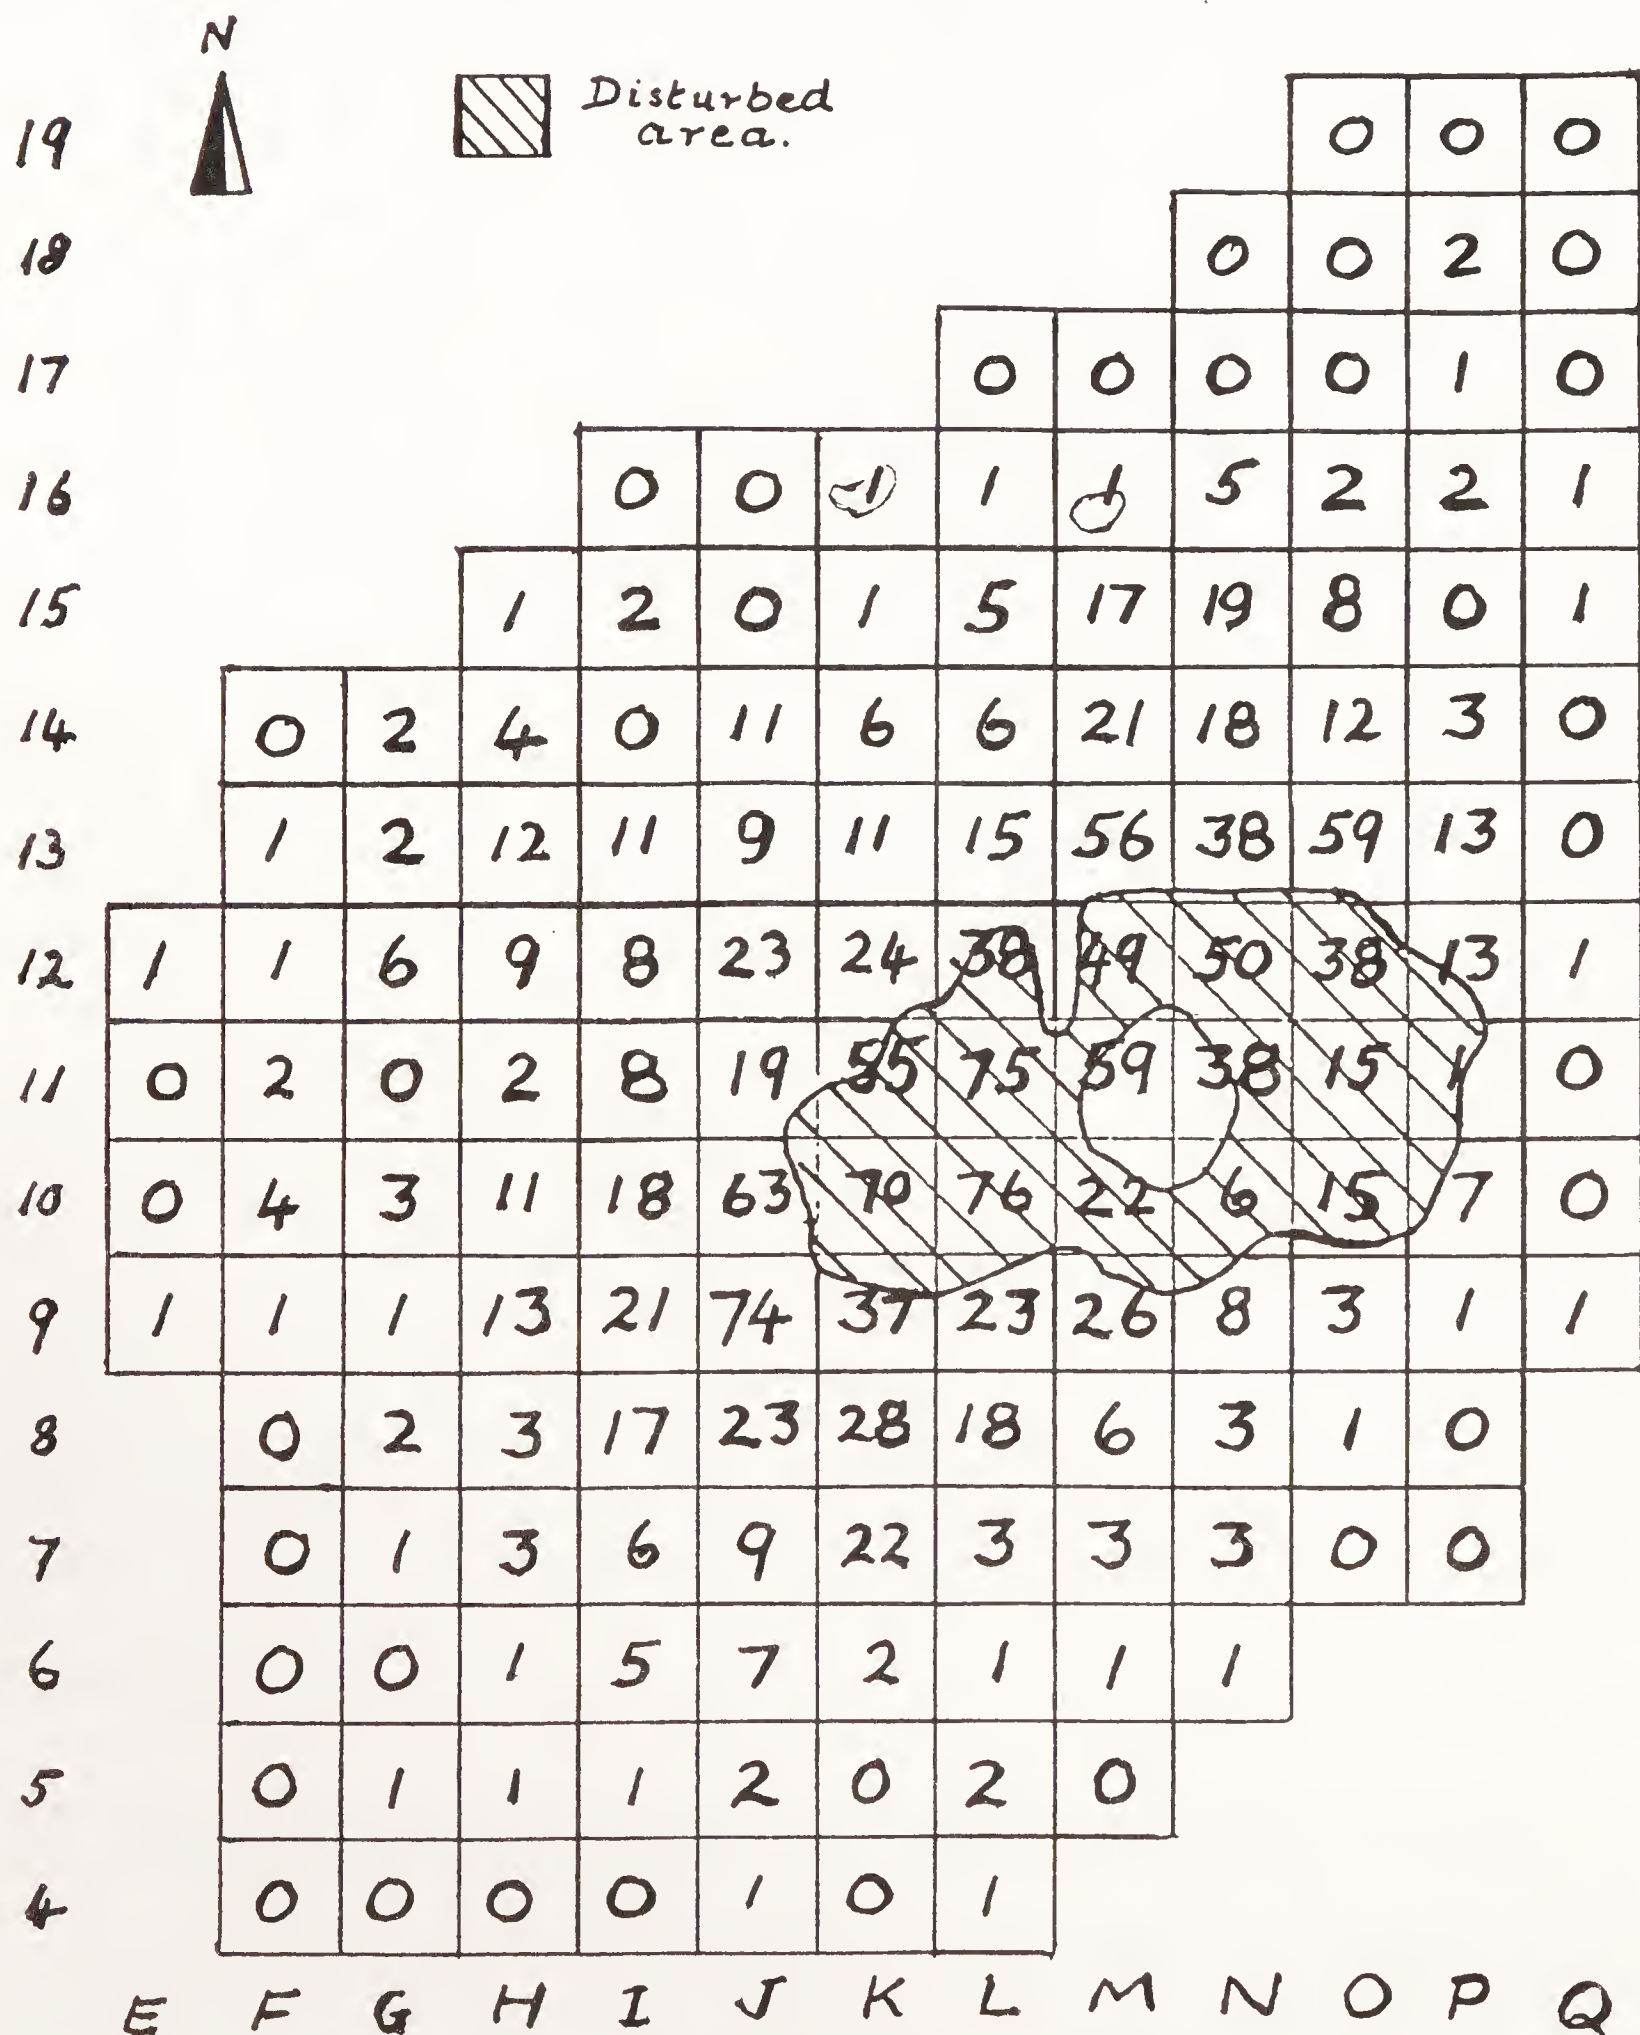 N
Disturbed
area.
19 0 0 0
18 0 0 2 0
17 0 0 0 0 1 0
16 0 0 1 1 1 5 2 2 1
15 1 2 0 1 5 17 19 8 0 1
14 0 2 4 0 11 6 6 21 18 12 3 0
13 1 2 12 11 9 11 15 56 38 59 13 0
12 1 1 6 9 8 23 24 38 49 50 38 13 1
11 0 2 0 2 8 19 55 75 59 38 15 1 0
10 0 4 3 11 18 63 70 76 22 6 15 7 0
9 1 1 1 13 21 74 37 23 26 8 3 1 1
8 0 2 3 17 23 28 18 6 3 1 0
7 0 1 3 6 9 22 3 3 3 0 0
6 0 0 1 5 7 2 1 1 1
5 0 1 1 1 2 0 2 0
4 0 0 0 0 1 0 1
E F G H I J K L M N O P Q